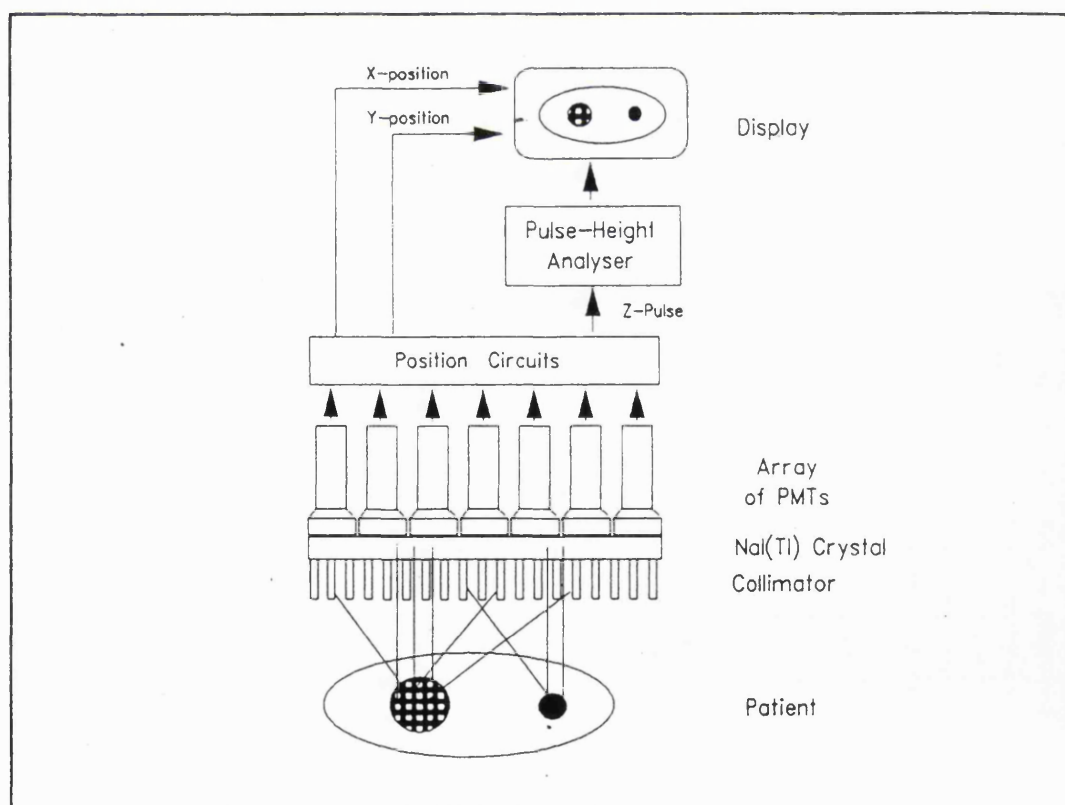 X-position
Y-position
Display
Pulse-Height
Analyser
Z-Pulse
Position Circuits
Array
of PMTs
NaI(Tl) Crystal
Collimator
Patient